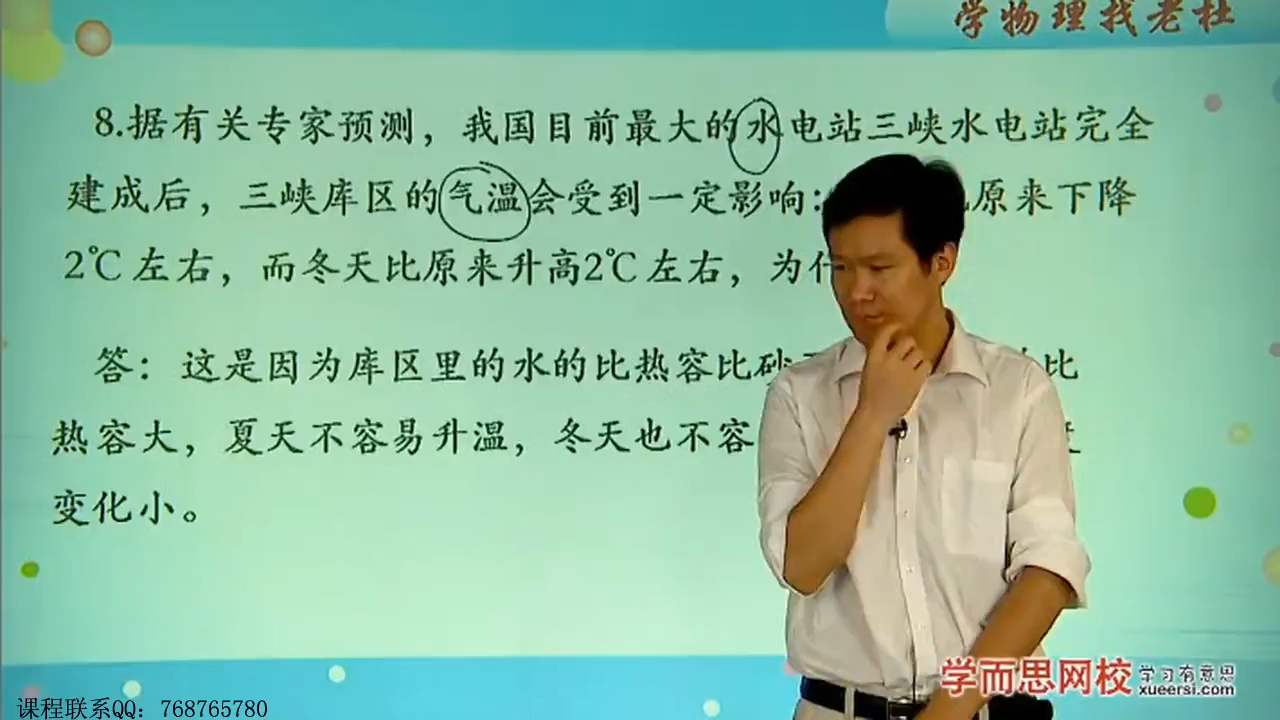 学物理找老杜
8.据有关专家预测，我国目前最大的水电站三峡水电站完全
建成后，三峡库区的气温会受到一定影响： 原来下降
2℃左右，而冬天比原来升高2℃左右，为什
答：这是因为库区里的水的比热容比砂 比
热容大，夏天不容易升温，冬天也不容
变化小。
学而思网校 学习有意思
xueersi.com
课程联系QQ：768765780